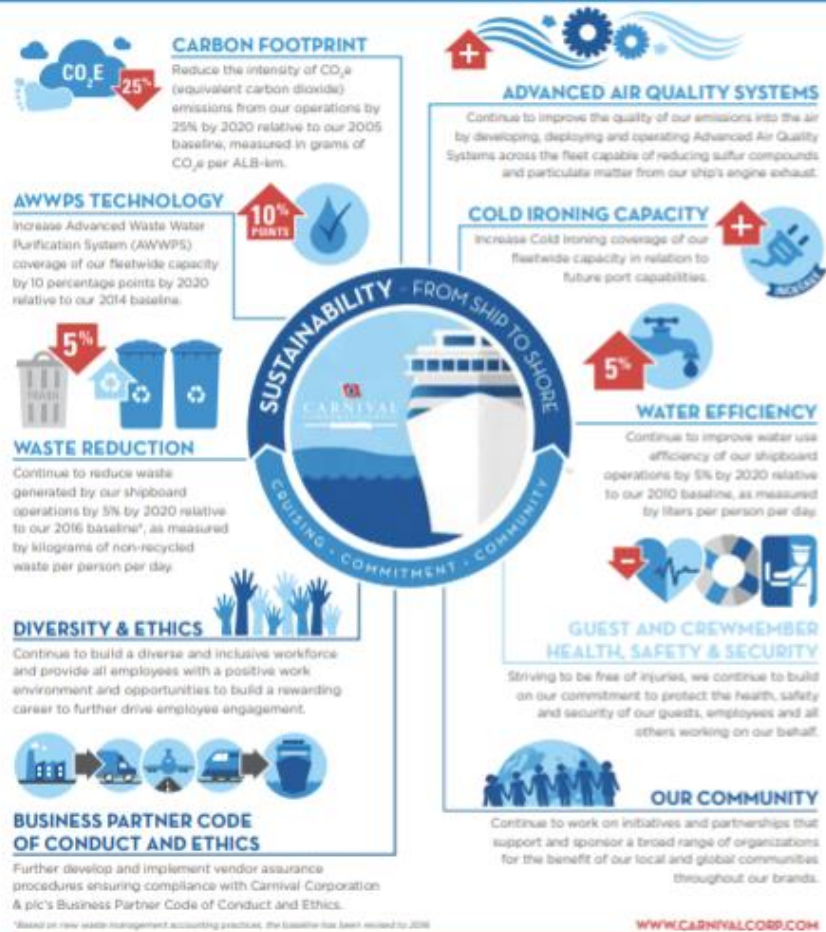 CO₂E
25%
CARBON FOOTPRINT
Reduce the intensity of CO₂e
(equivalent carbon dioxide)
emissions from our operations by
25% by 2020 relative to our 2005
baseline, measured in grams of
CO₂e per ALB-km.
ADVANCED AIR QUALITY SYSTEMS
Continue to improve the quality of our emissions into the air
by developing, deploying and operating Advanced Air Quality
Systems across the fleet capable of reducing sulfur compounds
and particulate matter from our ship's engine exhaust.
AWWPS TECHNOLOGY
Increase Advanced Waste Water
Purification System (AWWPS)
coverage of our fleetwide capacity
by 10 percentage points by 2020
relative to our 2014 baseline.
10%
POINTS
COLD IRONING CAPACITY
Increase Cold Ironing coverage of our
fleetwide capacity in relation to
future port capabilities.
5%
TRASH
WASTE REDUCTION
Continue to reduce waste
generated by our shipboard
operations by 5% by 2020 relative
to our 2016 baseline*, as measured
by kilograms of non-recycled
waste per person per day.
SUSTAINABILITY - FROM SHIP TO SHORE
CARNIVAL
CRUISING • COMMITMENT • COMMUNITY
5%
WATER EFFICIENCY
Continue to improve water use
efficiency of our shipboard
operations by 5% by 2020 relative
to our 2010 baseline, as measured
by liters per person per day.
DIVERSITY & ETHICS
Continue to build a diverse and inclusive workforce
and provide all employees with a positive work
environment and opportunities to build a rewarding
career to further drive employee engagement.
GUEST AND CREWMEMBER
HEALTH, SAFETY & SECURITY
Striving to be free of injuries, we continue to build
on our commitment to protect the health, safety
and security of our guests, employees and all
others working on our behalf.
BUSINESS PARTNER CODE
OF CONDUCT AND ETHICS
Further develop and implement vendor assurance
procedures ensuring compliance with Carnival Corporation
& plc's Business Partner Code of Conduct and Ethics.
OUR COMMUNITY
Continue to work on initiatives and partnerships that
support and sponsor a broad range of organizations
for the benefit of our local and global communities
throughout our brands.
*Based on new waste management accounting practices, the baseline has been revised to 2016
WWW.CARNIVALCORP.COM